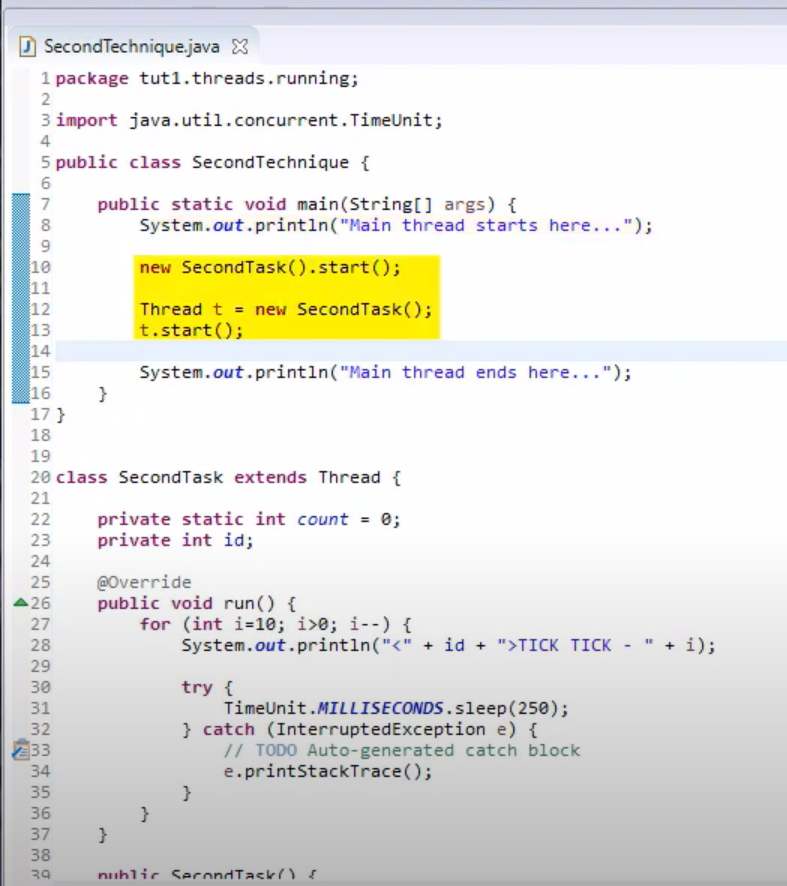 SecondTechnique.java
1 package tut1.threads.running;
2
3 import java.util.concurrent.TimeUnit;
4
5 public class SecondTechnique {
6
7 public static void main(String[] args) {
8 System.out.println("Main thread starts here...");
9
10 new SecondTask().start();
11
12 Thread t = new SecondTask();
13 t.start();
14
15 System.out.println("Main thread ends here...");
16 }
17 }
18
19
20 class SecondTask extends Thread {
21
22 private static int count = 0;
23 private int id;
24
25 @Override
26 public void run() {
27 for (int i=10; i>0; i--) {
28 System.out.println("<" + id + ">TICK TICK - " + i);
29
30 try {
31 TimeUnit.MILLISECONDS.sleep(250);
32 } catch (InterruptedException e) {
33 // TODO Auto-generated catch block
34 e.printStackTrace();
35 }
36 }
37 }
38
39 public SecondTask() {